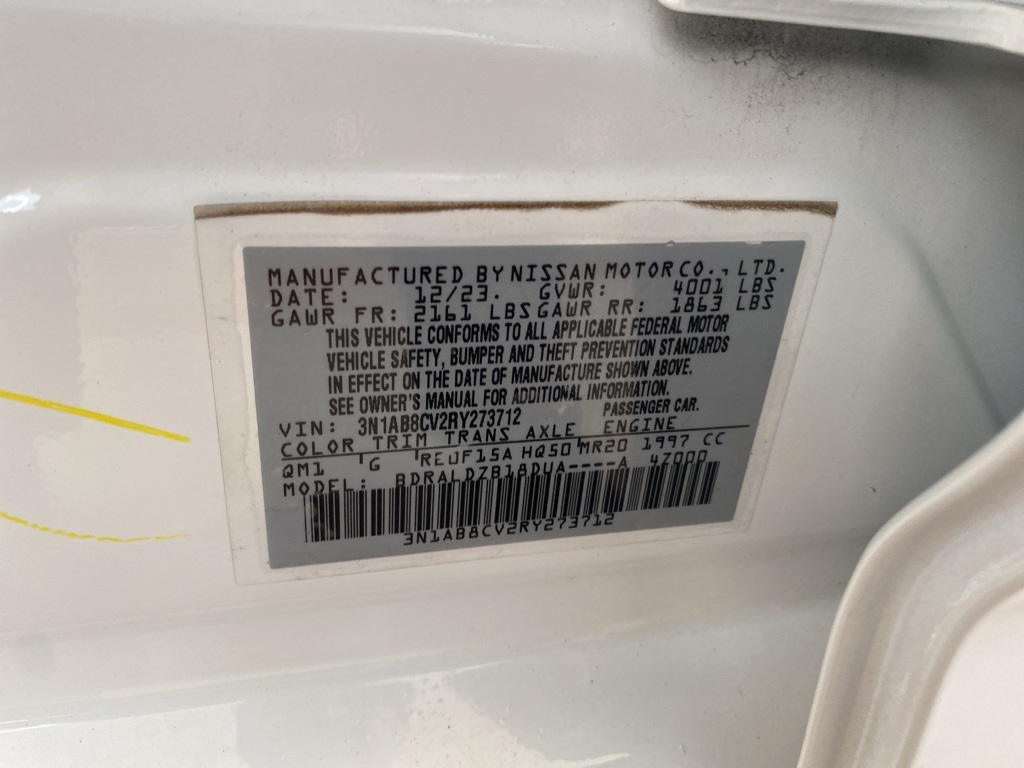 MANUFACTURED BY NISSAN MOTOR CO., LTD.
DATE: 12/23. GVWR: 4001 LBS
GAWR FR: 2161 LBS GAWR RR: 1863 LBS
THIS VEHICLE CONFORMS TO ALL APPLICABLE FEDERAL MOTOR
VEHICLE SAFETY, BUMPER AND THEFT PREVENTION STANDARDS
IN EFFECT ON THE DATE OF MANUFACTURE SHOWN ABOVE.
SEE OWNER'S MANUAL FOR ADDITIONAL INFORMATION.
VIN: 3N1AB8CV2RY273712 PASSENGER CAR.
COLOR TRIM TRANS AXLE ENGINE
QM1 G RE0F15A HQ50 MR20 1997 CC
MODEL: BDRALDZB18DUA----A 47000
3N1AB8CV2RY273712